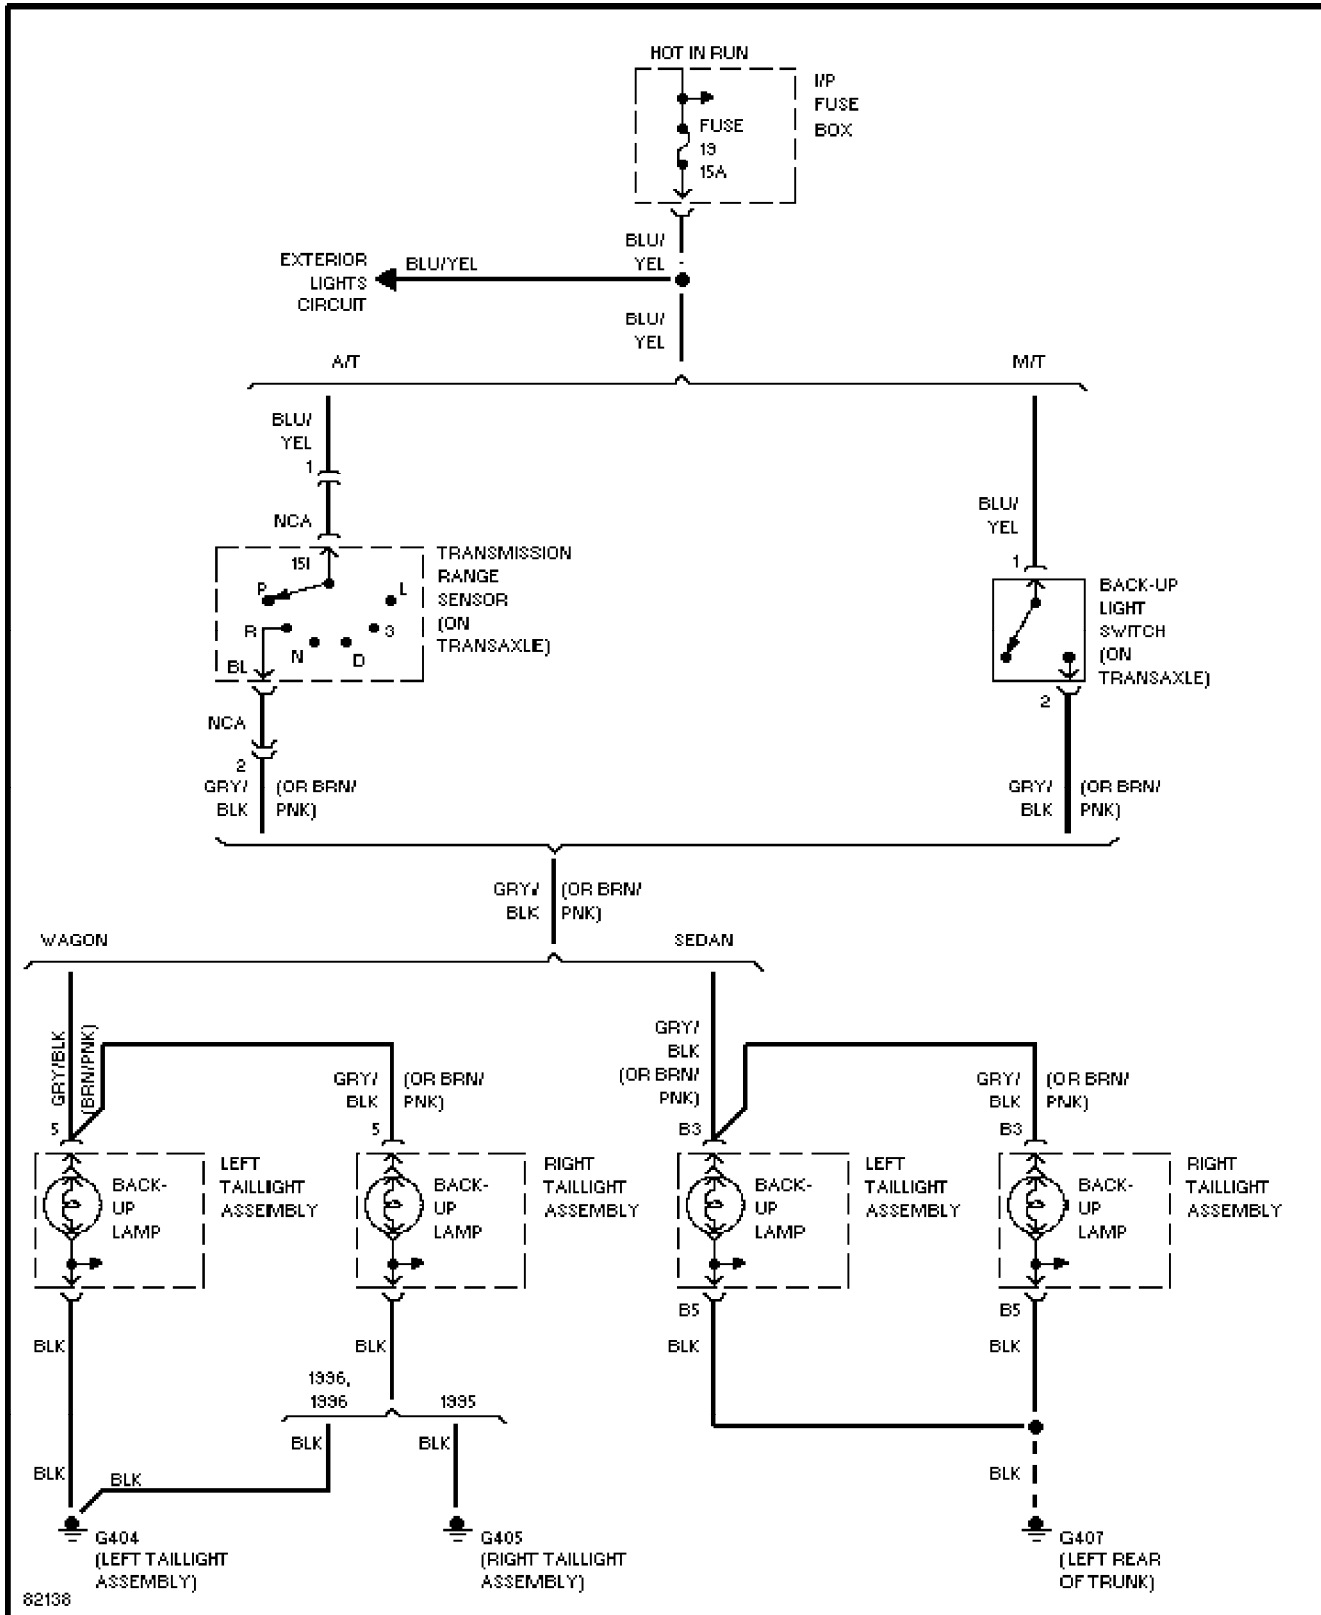 HOT IN RUN
I/P
FUSE
BOX
FUSE
19
15A
BLU/
YEL
EXTERIOR
LIGHTS
CIRCUIT
BLU/YEL
BLU/
YEL
A/T
M/T
BLU/
YEL
1
NCA
15I
P
R
N
D
3
L
BL
TRANSMISSION
RANGE
SENSOR
(ON
TRANSAXLE)
BLU/
YEL
1
BACK-UP
LIGHT
SWITCH
(ON
TRANSAXLE)
2
NCA
2
GRY/
BLK
(OR BRN/
PNK)
GRY/
BLK
(OR BRN/
PNK)
GRY/
BLK
(OR BRN/
PNK)
WAGON
SEDAN
GRY/BLK
(BRN/PNK)
5
GRY/
BLK
(OR BRN/
PNK)
5
GRY/
BLK
(OR BRN/
PNK)
B3
GRY/
BLK
(OR BRN/
PNK)
B3
BACK-
UP
LAMP
LEFT
TAILLIGHT
ASSEMBLY
BACK-
UP
LAMP
RIGHT
TAILLIGHT
ASSEMBLY
BACK-
UP
LAMP
LEFT
TAILLIGHT
ASSEMBLY
BACK-
UP
LAMP
RIGHT
TAILLIGHT
ASSEMBLY
B5
B5
BLK
BLK
BLK
BLK
1996,
1996
1995
BLK
BLK
BLK
BLK
BLK
G404
(LEFT TAILLIGHT
ASSEMBLY)
G405
(RIGHT TAILLIGHT
ASSEMBLY)
G407
(LEFT REAR
OF TRUNK)
82138